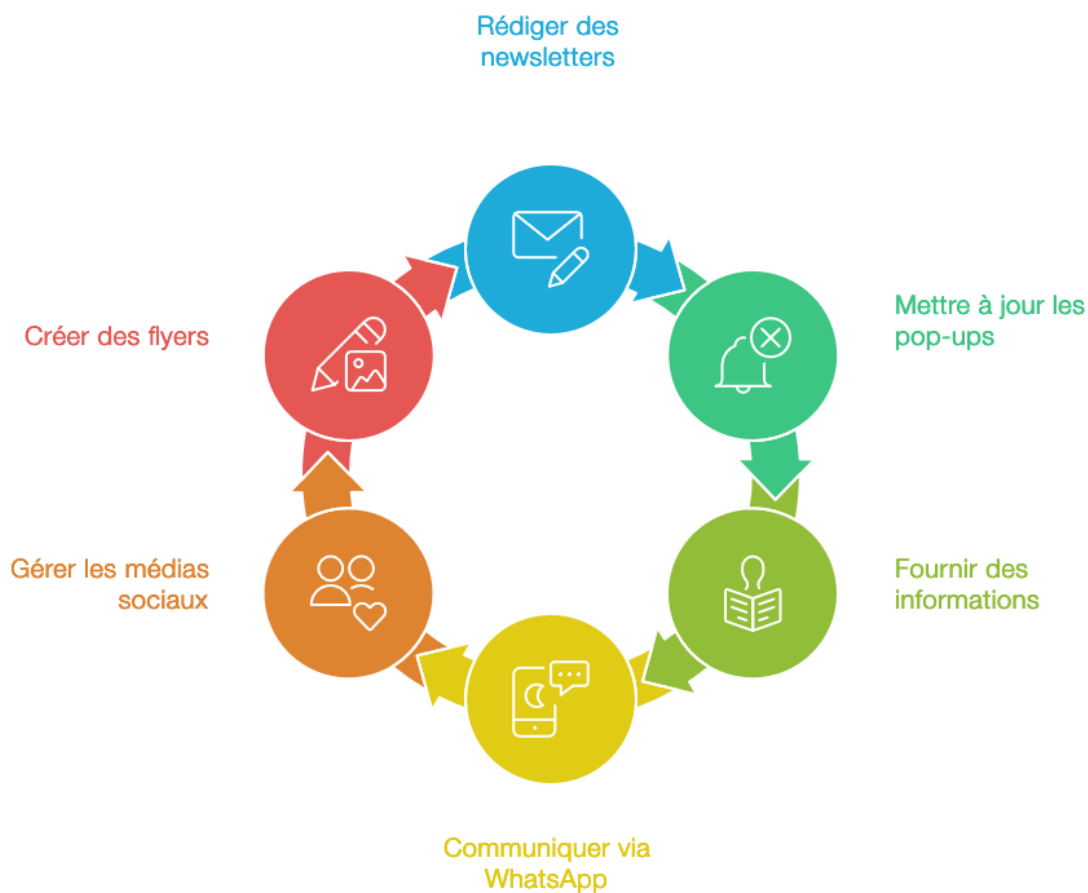 Rédiger des
newsletters
Mettre à jour les
pop-ups
Créer des flyers
Fournir des
informations
Gérer les médias
sociaux
Communiquer via
WhatsApp